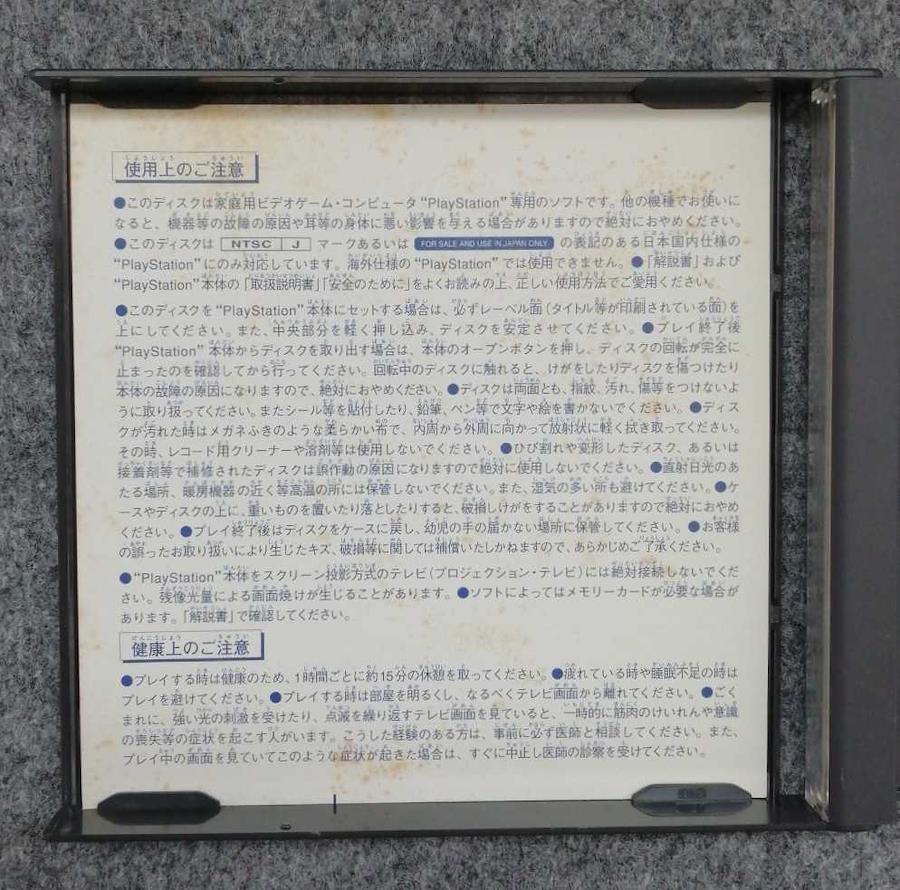 使用上のご注意
●このディスクは家庭用ビデオゲーム・コンピュータ“PlayStation”専用のソフトです。他の機種でお使いに
なると、機器等の故障の原因や耳等の身体に悪い影響を与える場合がありますので絶対におやめください。
●このディスクは NTSC J マークあるいは FOR SALE AND USE IN JAPAN ONLY の表記のある日本国内仕様の
“PlayStation”にのみ対応しています。海外仕様の“PlayStation”では使用できません。●「解説書」および
“PlayStation”本体の「取扱説明書」「安全のために」をよくお読みの上、正しい使用方法でご愛用ください。
●このディスクを“PlayStation”本体にセットする場合は、必ずレーベル面(タイトル等が印刷されている面)を
上にしてください。また、中央部分を軽く押し込み、ディスクを安定させてください。●プレイ終了後
“PlayStation”本体からディスクを取り出す場合は、本体のオープンボタンを押し、ディスクの回転が完全に
止まったのを確認してから行ってください。回転中のディスクに触れると、けがをしたりディスクを傷つけたり
本体の故障の原因になりますので、絶対におやめください。●ディスクは両面とも、指紋、汚れ、傷等をつけないよ
うに取り扱ってください。またシール等を貼付したり、鉛筆、ペン等で文字や絵を書かないでください。●ディス
クが汚れた時はメガネふきのような柔らかい布で、内周から外周に向かって放射状に軽く拭き取ってください。
その時、レコード用クリーナーや溶剤等は使用しないでください。●ひび割れや変形したディスク、あるいは
接着剤等で補修されたディスクは誤作動の原因になりますので絶対に使用しないでください。●直射日光のあ
たる場所、暖房機器の近く等高温の所には保管しないでください。また、湿気の多い所も避けてください。●ケ
ースやディスクの上に、重いものを置いたり落としたりすると、破損しけがをすることがありますので絶対におやめ
ください。●プレイ終了後はディスクをケースに戻し、幼児の手の届かない場所に保管してください。●お客様
の誤ったお取り扱いにより生じたキズ、破損等に関しては補償いたしかねますので、あらかじめご了承ください。
●“PlayStation”本体をスクリーン投影方式のテレビ(プロジェクション・テレビ)には絶対接続しないでくだ
さい。残像光量による画面焼けが生じることがあります。●ソフトによってはメモリーカードが必要な場合が
あります。「解説書」で確認してください。
健康上のご注意
●プレイする時は健康のため、1時間ごとに約15分の休憩を取ってください。●疲れている時や睡眠不足の時は
プレイを避けてください。●プレイする時は部屋を明るくし、なるべくテレビ画面から離れてください。●ごく
まれに、強い光の刺激を受けたり、点滅を繰り返すテレビ画面を見ていると、一時的に筋肉のけいれんや意識
の喪失等の症状を起こす人がいます。こうした経験のある方は、事前に必ず医師と相談してください。また、
プレイ中の画面を見ていてこのような症状が起きた場合は、すぐに中止し医師の診察を受けてください。